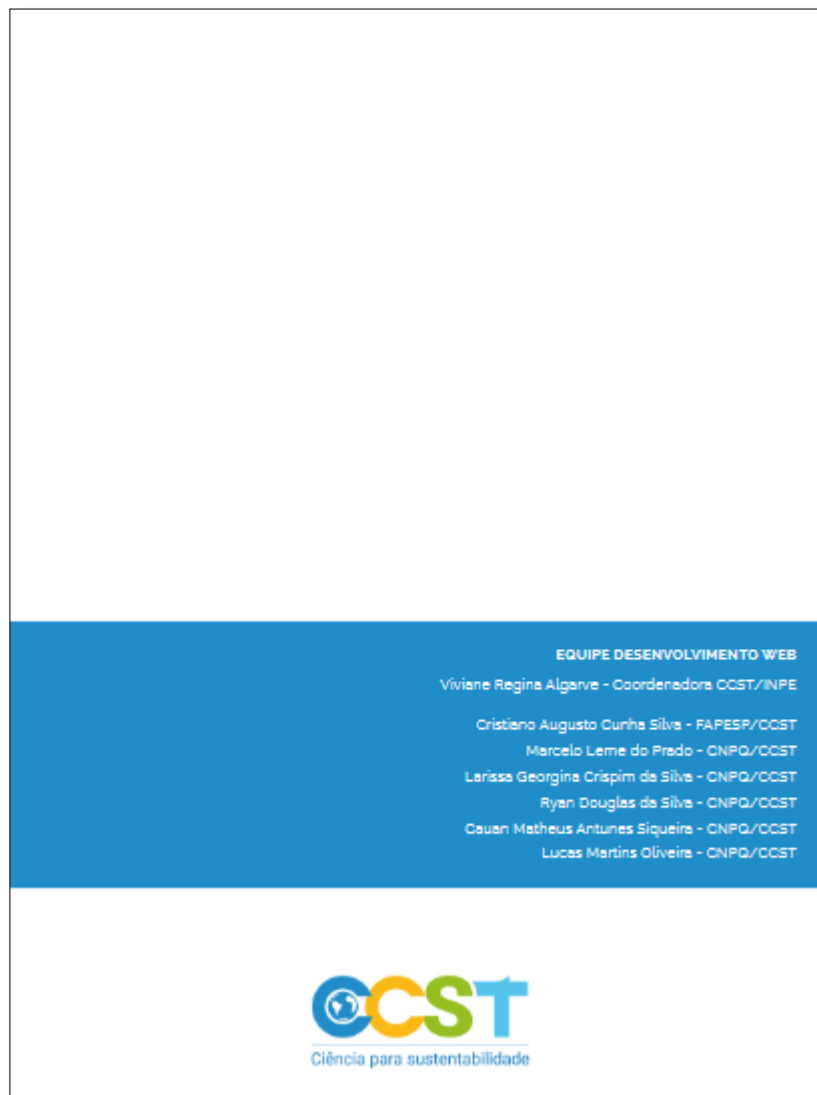 EQUIPE DESENVOLVIMENTO WEB
Viviane Regina Algarve - Coordenadora CCST/INPE
Cristiano Augusto Cunha Silva - FAPESP/CCST
Marcelo Leme do Prado - CNPQ/CCST
Larissa Georgina Crispim da Silva - CNPQ/CCST
Ryan Douglas da Silva - CNPQ/CCST
Cauan Matheus Antunes Siqueira - CNPQ/CCST
Lucas Martins Oliveira - CNPQ/CCST
CCST
Ciência para sustentabilidade